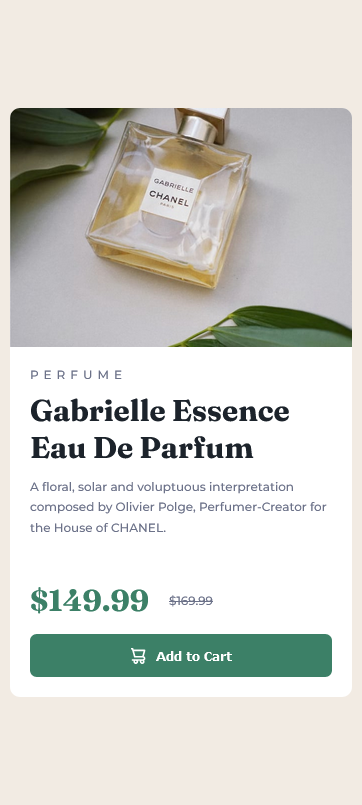 GABRIELLE
CHANEL
PARIS
PERFUME
Gabrielle Essence
Eau De Parfum
A floral, solar and voluptuous interpretation
composed by Olivier Polge, Perfumer-Creator for
the House of CHANEL.
$149.99 $169.99
Add to Cart